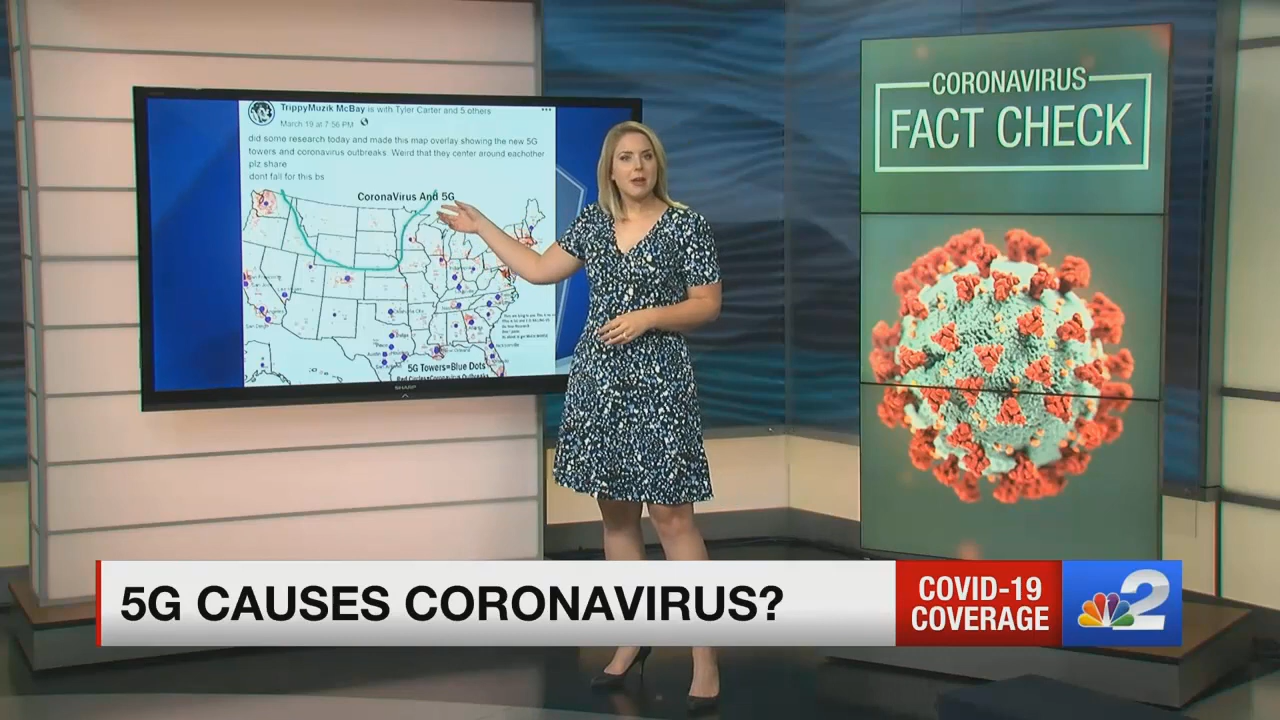 TrippyMuzik McBay is with Tyler Carter and 5 others
March 19 at 7:56 PM
did some research today and made this map overlay showing the new 5G
towers and coronavirus outbreaks Weird that they center around eachother
plz share
dont fall for this bs
CoronaVirus And 5G
5G Towers=Blue Dots
SHARP
CORONAVIRUS
FACT CHECK
5G CAUSES CORONAVIRUS?
COVID-19
COVERAGE
2